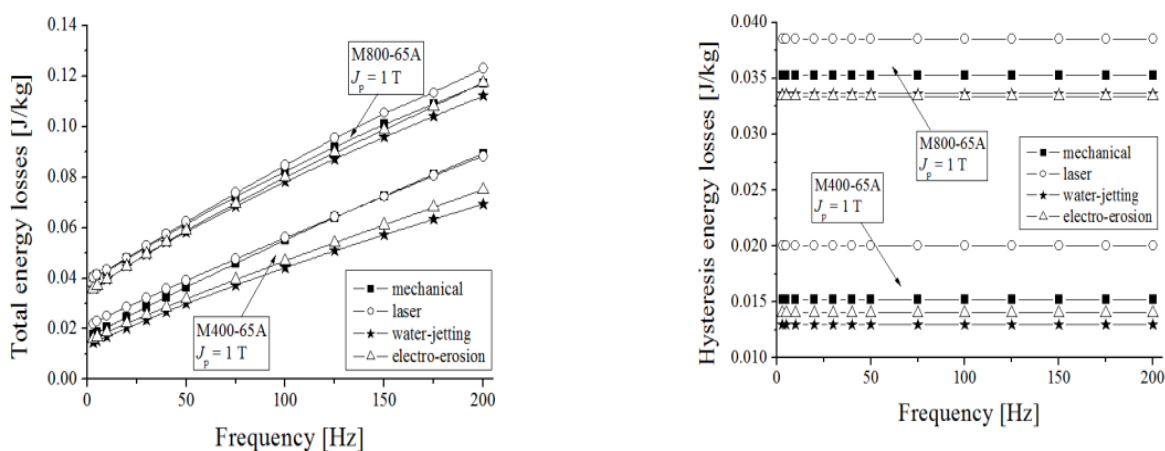 Total energy losses [J/kg]
0.14
0.12
0.10
0.08
0.06
0.04
0.02
0.00
M800-65A
Jp = 1 T
M400-65A
Jp = 1 T
mechanical
laser
water-jetting
electro-erosion
0
50
100
150
200
Frequency [Hz]
Hysteresis energy losses [J/kg]
0.040
0.035
0.030
0.025
0.020
0.015
0.010
M800-65A
Jp = 1 T
M400-65A
Jp = 1 T
mechanical
laser
water-jetting
electro-erosion
0
50
100
150
200
Frequency [Hz]